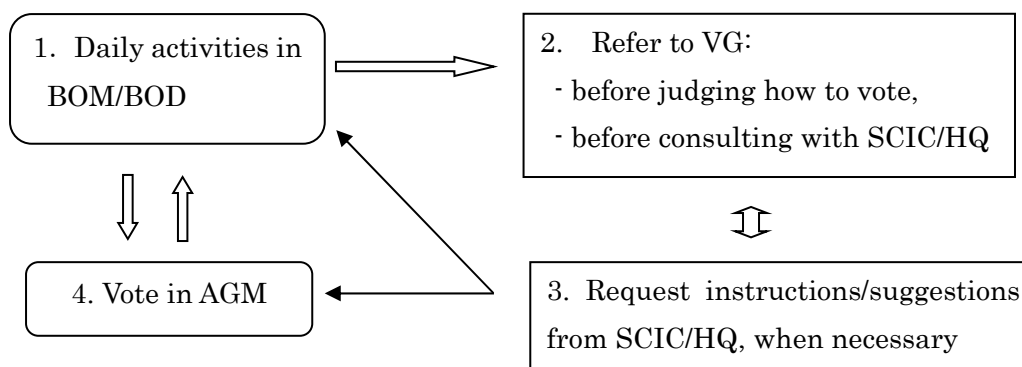 1. Daily activities in
BOM/BOD
2. Refer to VG:
- before judging how to vote,
- before consulting with SCIC/HQ
4. Vote in AGM
3. Request instructions/suggestions
from SCIC/HQ, when necessary